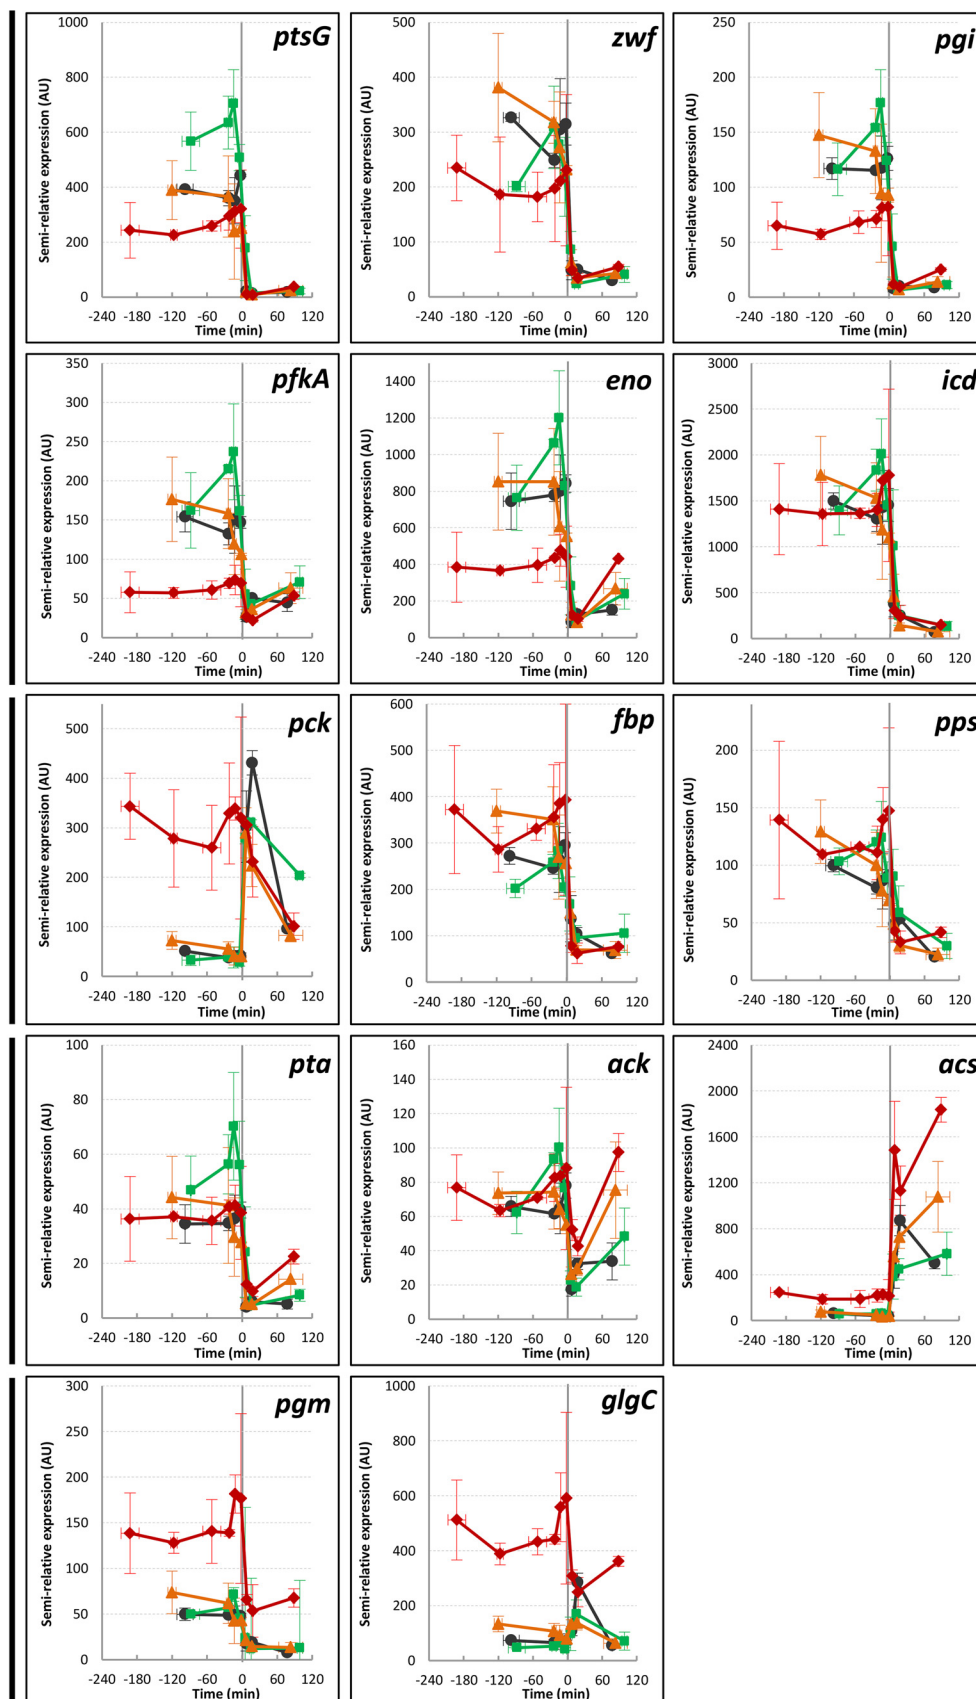 ptsG
Semi-relative expression (AU)
1000
800
600
400
200
0
-240 -180 -120 -60 0 60 120
Time (min)
zwf
Semi-relative expression (AU)
500
400
300
200
100
0
-240 -180 -120 -60 0 60 120
Time (min)
pgi
Semi-relative expression (AU)
250
200
150
100
50
0
-240 -180 -120 -60 0 60 120
Time (min)
pfkA
Semi-relative expression (AU)
350
300
250
200
150
100
50
0
-240 -180 -120 -60 0 60 120
Time (min)
eno
Semi-relative expression (AU)
1400
1200
1000
800
600
400
200
0
-240 -180 -120 -60 0 60 120
Time (min)
icd
Semi-relative expression (AU)
3000
2500
2000
1500
1000
500
0
-240 -180 -120 -60 0 60 120
Time (min)
pck
Semi-relative expression (AU)
500
400
300
200
100
0
-240 -180 -120 -60 0 60 120
Time (min)
fbp
Semi-relative expression (AU)
600
500
400
300
200
100
0
-240 -180 -120 -60 0 60 120
Time (min)
pps
Semi-relative expression (AU)
200
150
100
50
0
-240 -180 -120 -60 0 60 120
Time (min)
pta
Semi-relative expression (AU)
100
80
60
40
20
0
-240 -180 -120 -60 0 60 120
Time (min)
ack
Semi-relative expression (AU)
160
140
120
100
80
60
40
20
0
-240 -180 -120 -60 0 60 120
Time (min)
acs
Semi-relative expression (AU)
2400
2000
1600
1200
800
400
0
-240 -180 -120 -60 0 60 120
Time (min)
pgm
Semi-relative expression (AU)
300
250
200
150
100
50
0
-240 -180 -120 -60 0 60 120
Time (min)
glgC
Semi-relative expression (AU)
1000
800
600
400
200
0
-240 -180 -120 -60 0 60 120
Time (min)